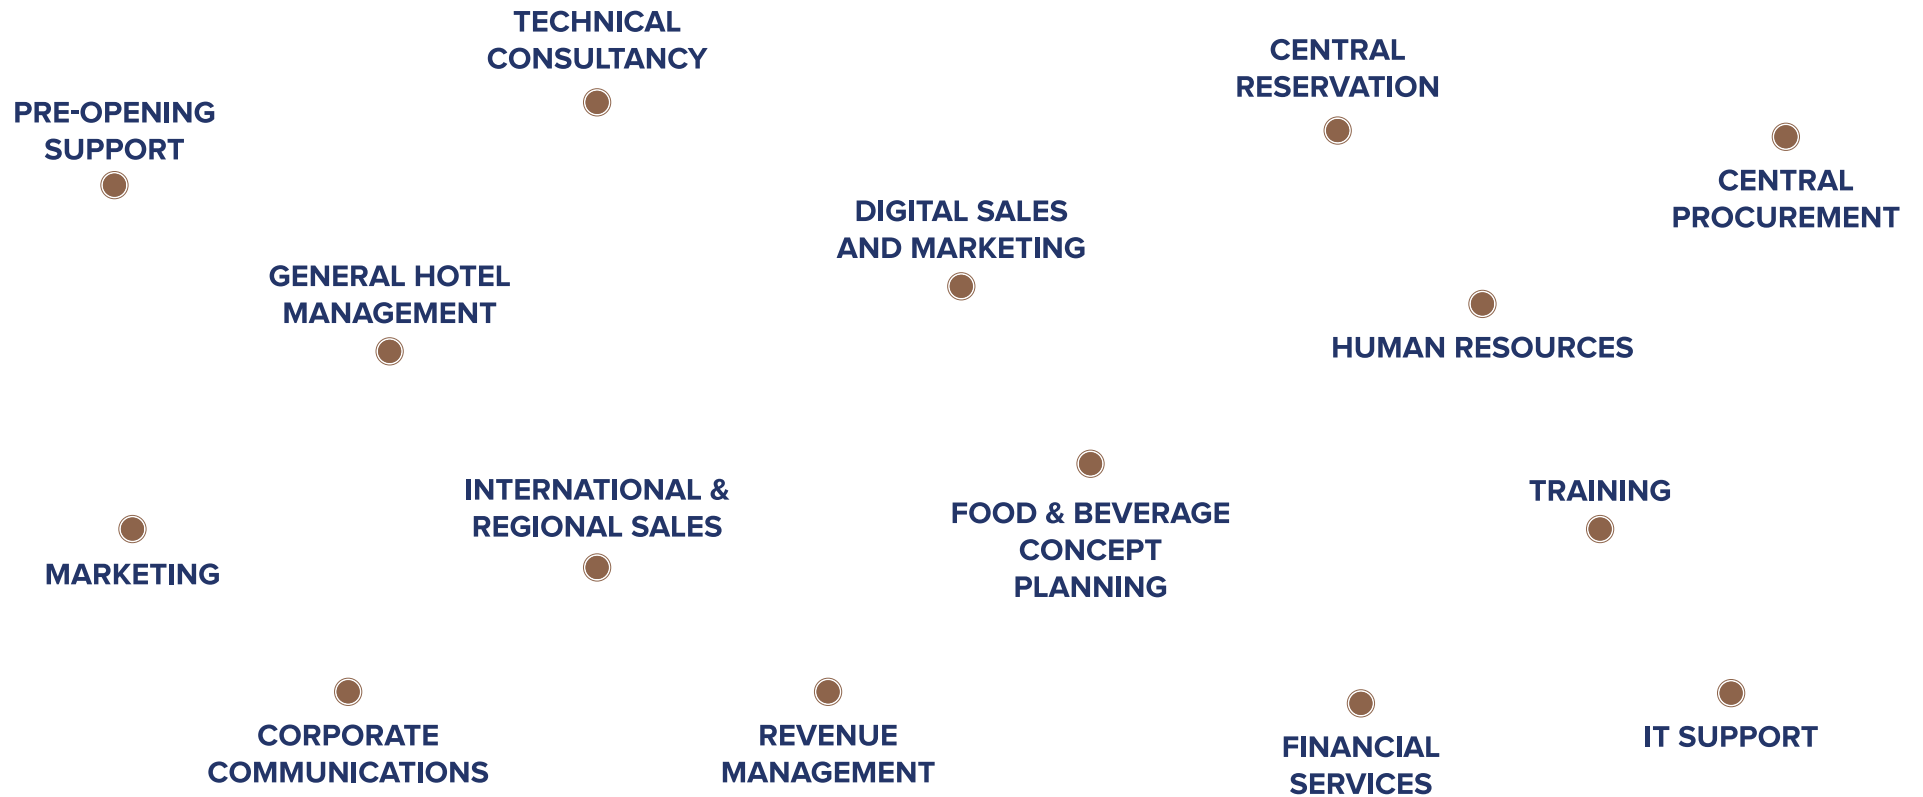 TECHNICAL
CONSULTANCY
CENTRAL
RESERVATION
PRE-OPENING
SUPPORT
CENTRAL
PROCUREMENT
DIGITAL SALES
AND MARKETING
GENERAL HOTEL
MANAGEMENT
HUMAN RESOURCES
INTERNATIONAL &
REGIONAL SALES
FOOD & BEVERAGE
CONCEPT
PLANNING
TRAINING
MARKETING
CORPORATE
COMMUNICATIONS
REVENUE
MANAGEMENT
FINANCIAL
SERVICES
IT SUPPORT